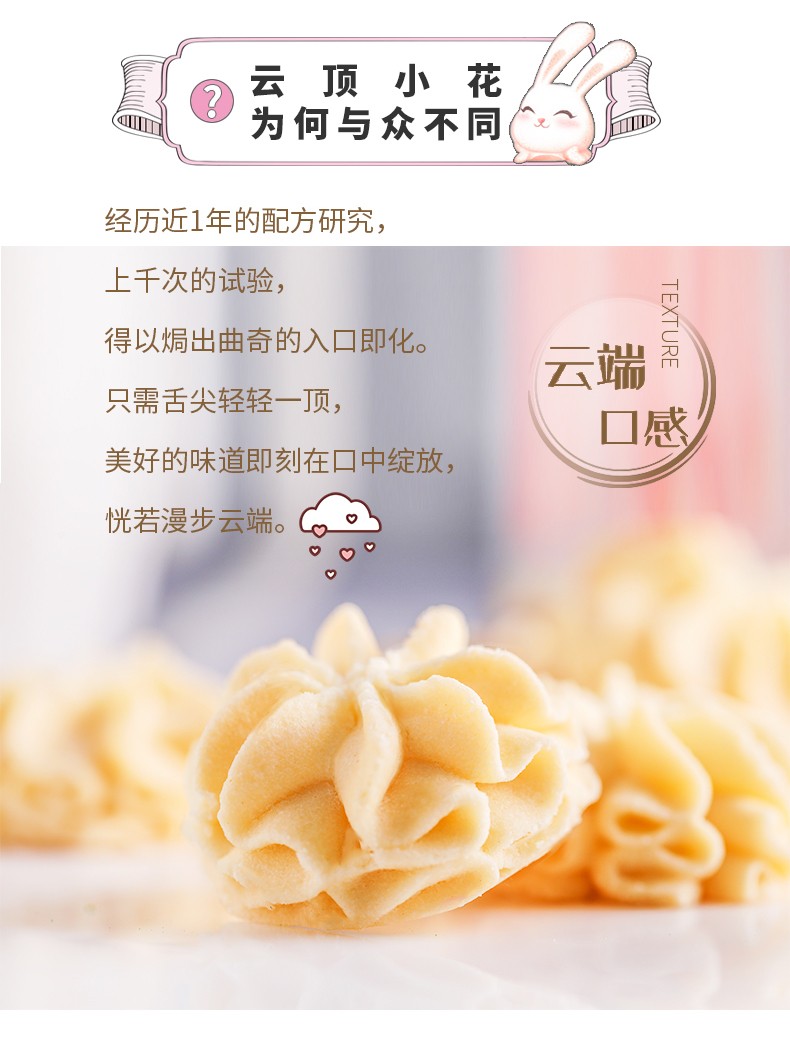 ?
云顶小花
为何与众不同
经历近1年的配方研究，
上千次的试验，
得以焗出曲奇的入口即化。
只需舌尖轻轻一顶，
美好的味道即刻在口中绽放，
恍若漫步云端。
TEXTURE
云端
口感